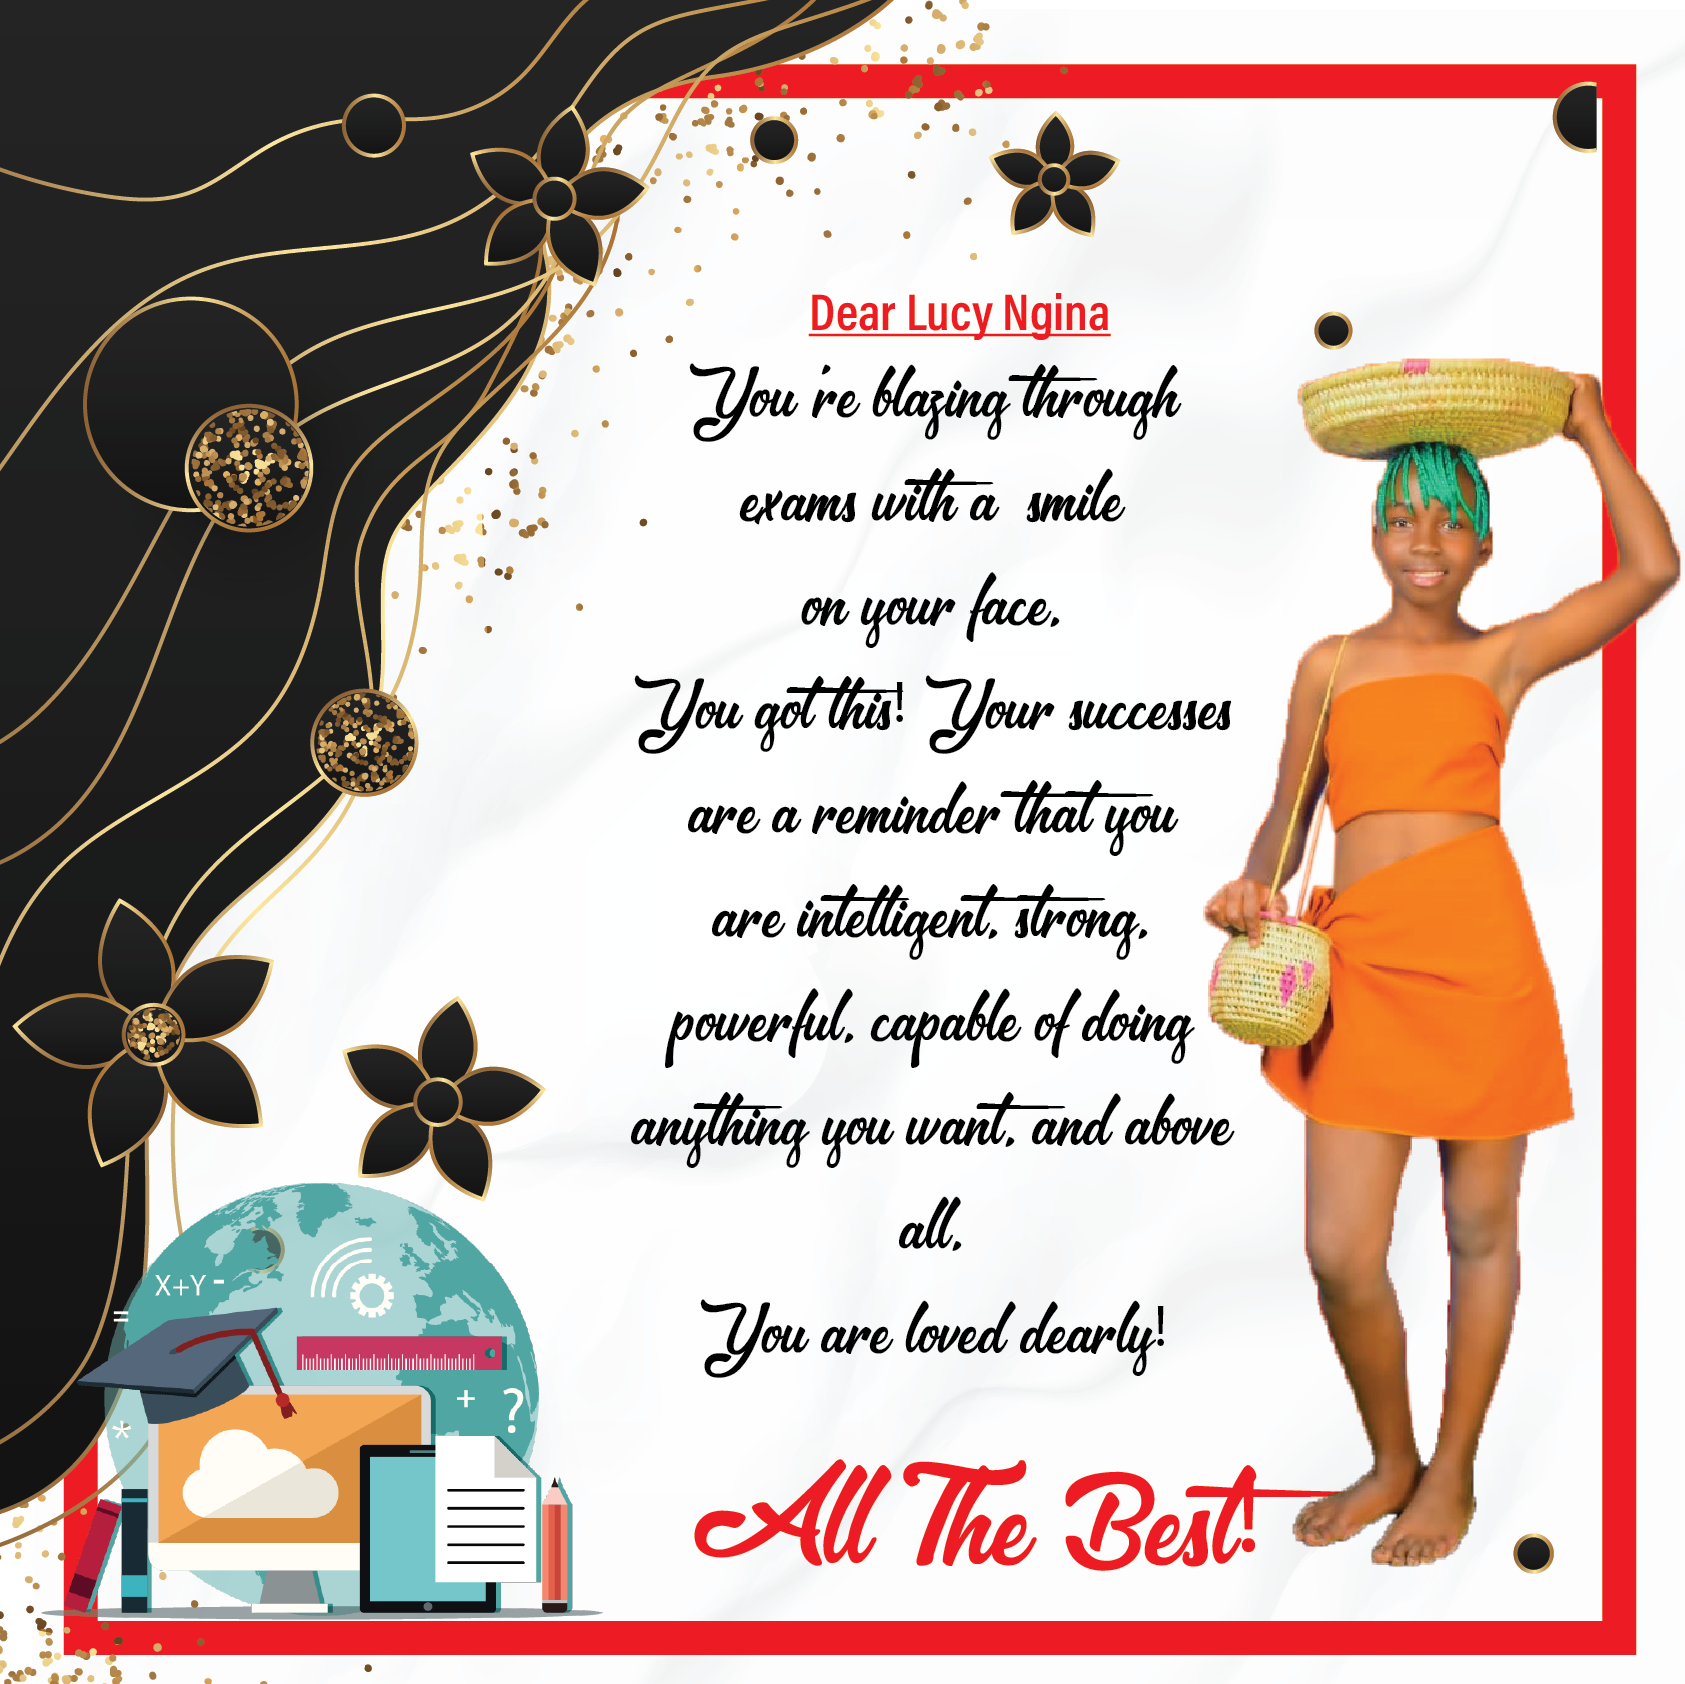 Dear Lucy Ngina
You're blazing through
exams with a smile
on your face.
You got this! Your successes
are a reminder that you
are intelligent, strong,
powerful, capable of doing
anything you want, and above
all,
You are loved dearly!
All The Best!
X+Y -
=
+ ?
*